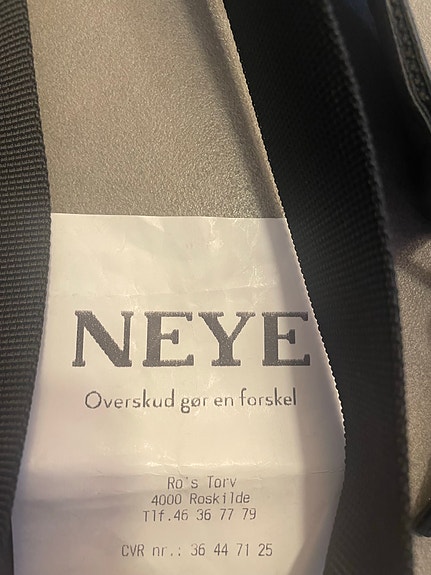 NEYE
Overskud gør en forskel
Ro's Torv
4000 Roskilde
Tlf.46 36 77 79
CVR nr.: 36 44 71 25